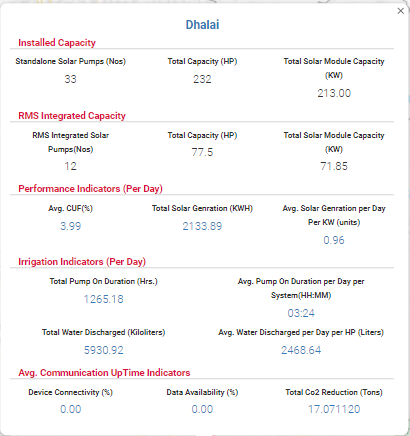 ×
Dhalai
Installed Capacity
Standalone Solar Pumps (Nos) Total Capacity (HP) Total Solar Module Capacity
(KW)
33 232
213.00
RMS Integrated Capacity
RMS Integrated Solar Total Capacity (HP) Total Solar Module Capacity
Pumps(Nos) (KW)
12 77.5 71.85
Performance Indicators (Per Day)
Avg. CUF(%) Total Solar Genration (KWH) Avg. Solar Genration per Day
Per KW (units)
3.99 2133.89
0.96
Irrigation Indicators (Per Day)
Total Pump On Duration (Hrs.) Avg. Pump On Duration per Day per
System(HH:MM)
1265.18
03:24
Total Water Discharged (Kiloliters) Avg. Water Discharged per Day per HP (Liters)
5930.92 2468.64
Avg. Communication UpTime Indicators
Device Connectivity (%) Data Availability (%) Total Co2 Reduction (Tons)
0.00 0.00 17.071120